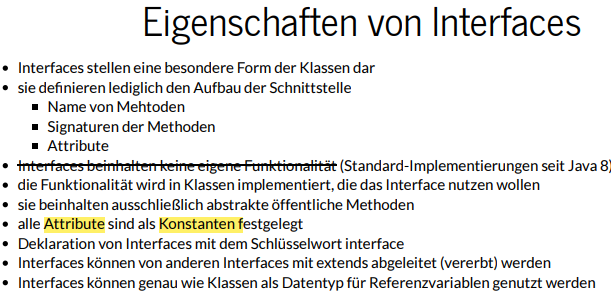 Eigenschaften von Interfaces
Interfaces stellen eine besondere Form der Klassen dar
sie definieren lediglich den Aufbau der Schnittstelle
Name von Mehtoden
Signaturen der Methoden
Attribute
Interfaces beinhalten keine eigene Funktionalität (Standard-Implementierungen seit Java 8)
die Funktionalität wird in Klassen implementiert, die das Interface nutzen wollen
sie beinhalten ausschließlich abstrakte öffentliche Methoden
alle Attribute sind als Konstanten festgelegt
Deklaration von Interfaces mit dem Schlüsselwort interface
Interfaces können von anderen Interfaces mit extends abgeleitet (vererbt) werden
Interfaces können genau wie Klassen als Datentyp für Referenzvariablen genutzt werden